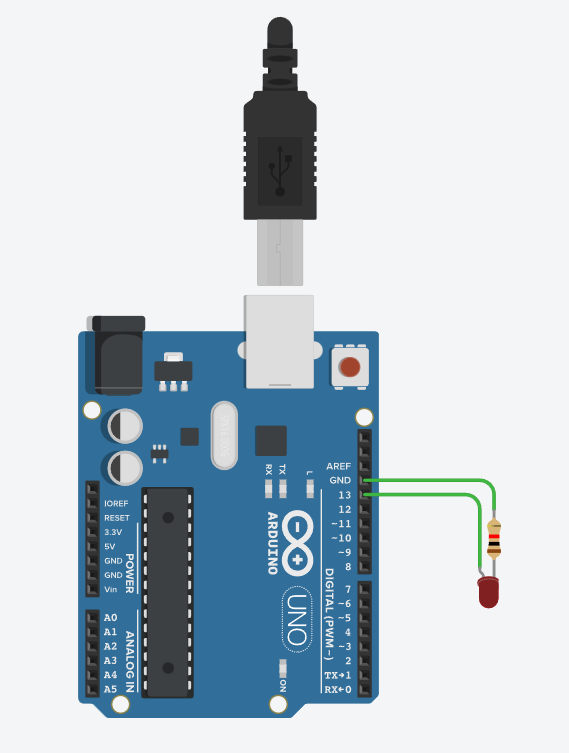 AREF
GND
13
12
~11
~10
~9
8
7
~6
~5
4
~3
2
TX→1
RX←0
DIGITAL (PWM~)
RX
TX
L
ARDUINO
UNO
ON
IOREF
RESET
3.3V
5V
GND
GND
Vin
POWER
A0
A1
A2
A3
A4
A5
ANALOG IN